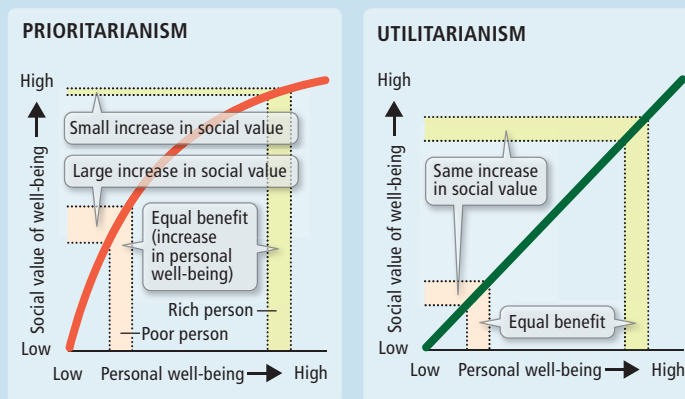 PRIORITARIANISM
High
Social value of well-being
Small increase in social value
Large increase in social value
Equal benefit
(increase
in personal
well-being)
Rich person
Poor person
Low
Low
Personal well-being
High
UTILITARIANISM
High
Social value of well-being
Same increase
in social value
Equal benefit
Low
Low
Personal well-being
High